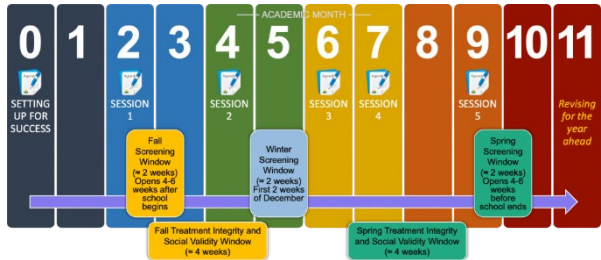 ACADEMIC MONTH
0 1 2 3 4 5 6 7 8 9 10 11
SETTING
UP FOR
SUCCESS
SESSION
1
SESSION
2
SESSION
3
SESSION
4
SESSION
5
Revising
for the
year
ahead
Fall
Screening
Window
(≈ 2 weeks)
Opens 4-6
weeks after
school
begins
Winter
Screening
Window
(≈ 2 weeks)
First 2 weeks
of December
Spring
Screening
Window
(≈ 2 weeks)
Opens 4-6
weeks
before
school ends
Fall Treatment Integrity and
Social Validity Window
(≈ 4 weeks)
Spring Treatment Integrity
and Social Validity Window
(≈ 4 weeks)